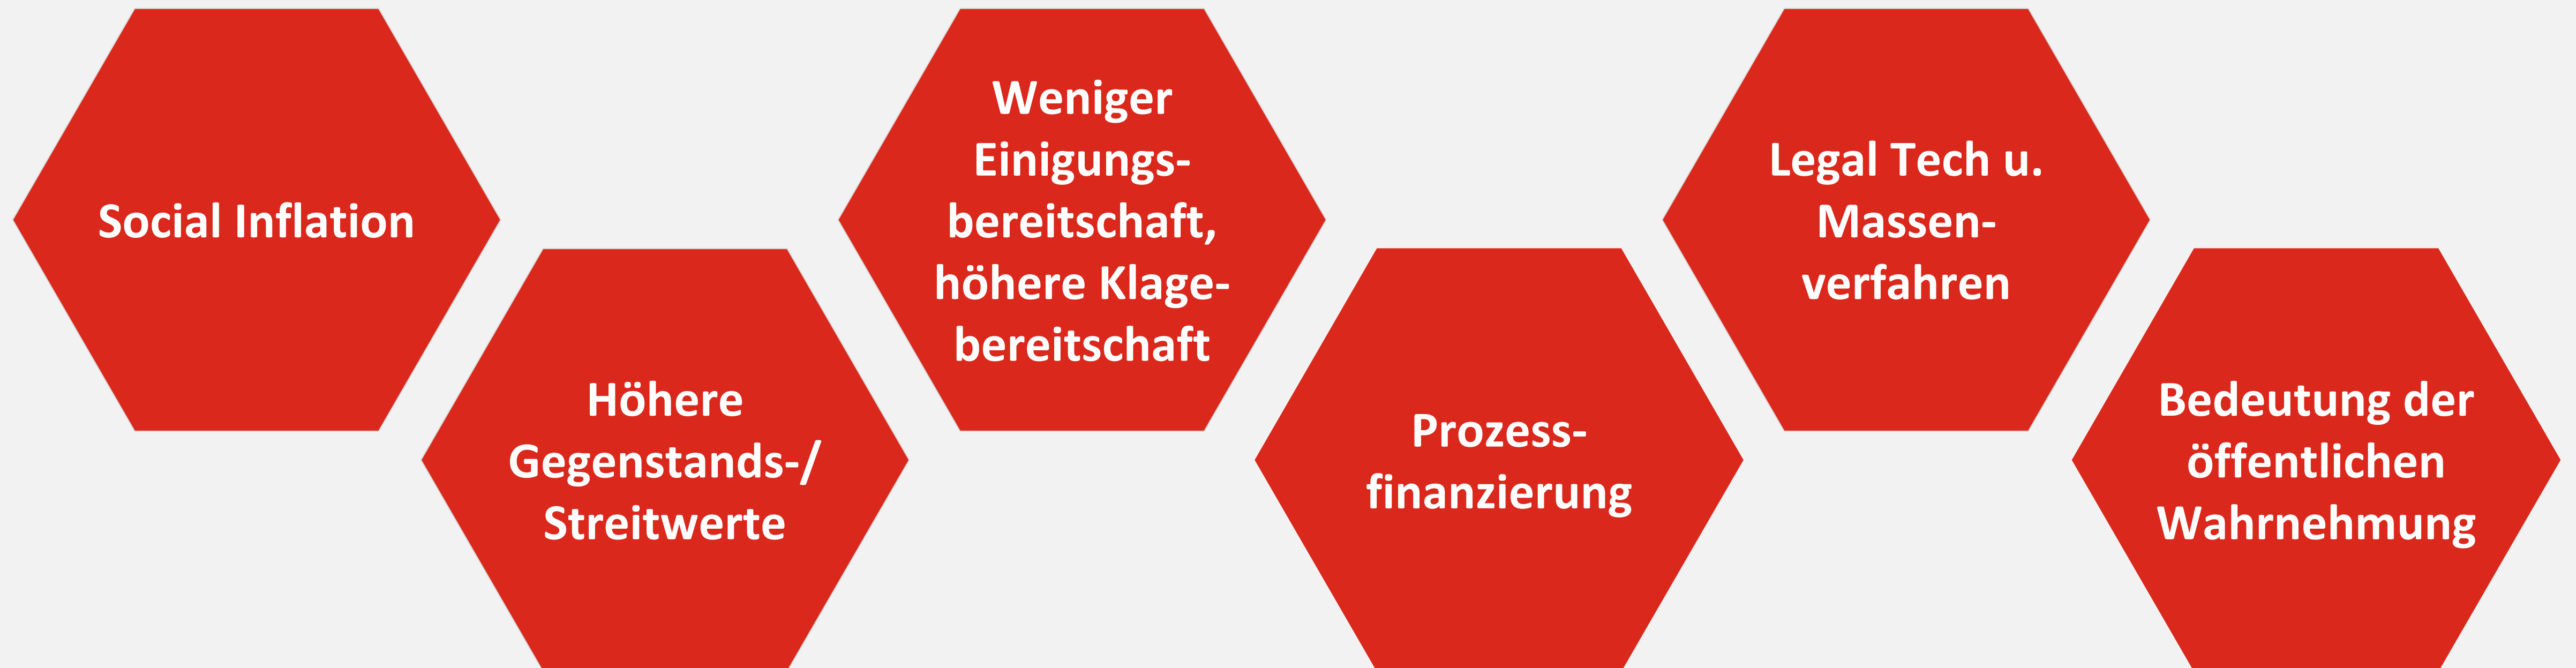 Social Inflation
Höhere
Gegenstands-/
Streitwerte
Weniger
Einigungs-
bereitschaft,
höhere Klage-
bereitschaft
Prozess-
finanzierung
Legal Tech u.
Massen-
verfahren
Bedeutung der
öffentlichen
Wahrnehmung